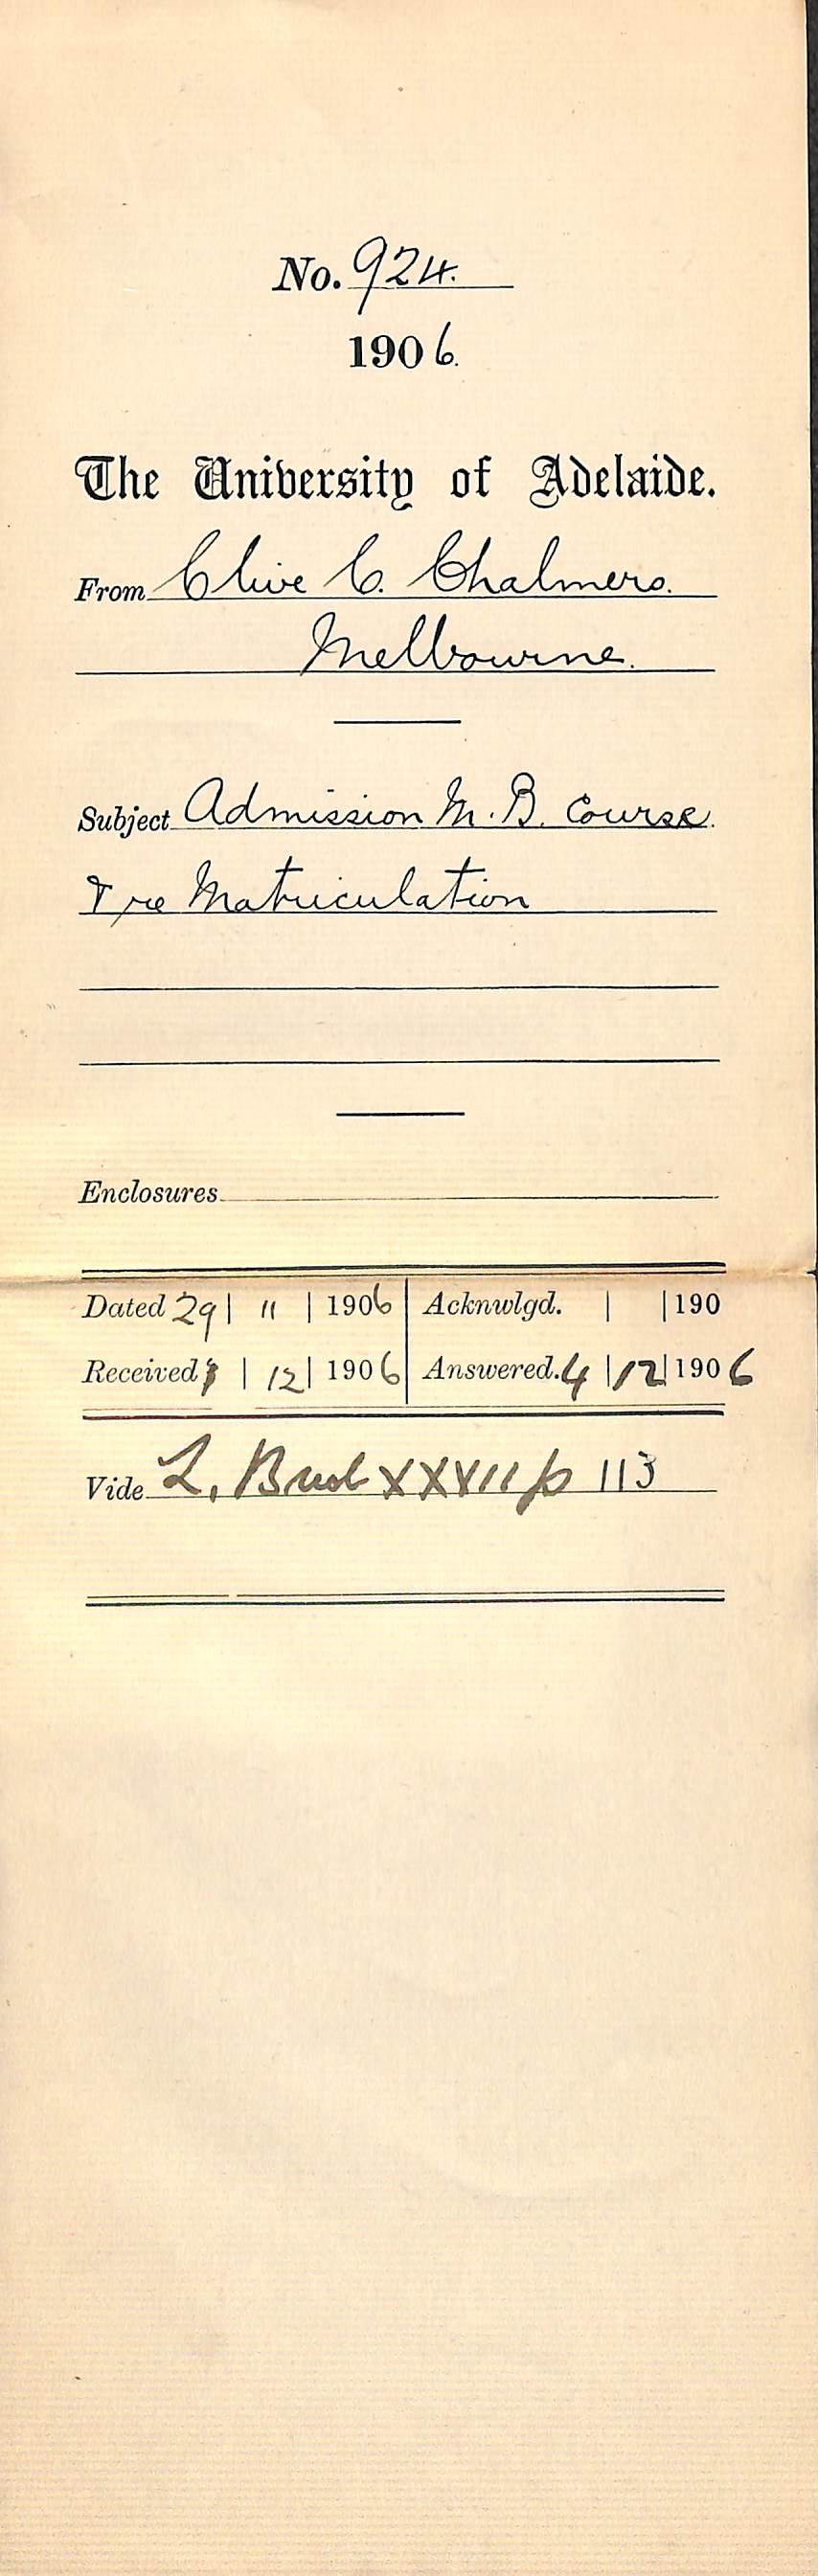 No. 924.
1906.
The University of Adelaide.
From Clive C. Chalmers.
Melbourne.
Subject Admission M.B. Course.
& re Matriculation
Enclosures
Dated 29 | 11 | 1906 Acknwlgd. | | 190
Received | 12 | 1906 Answered. 4 | 12 | 1906
Vide L. XXVII p 113